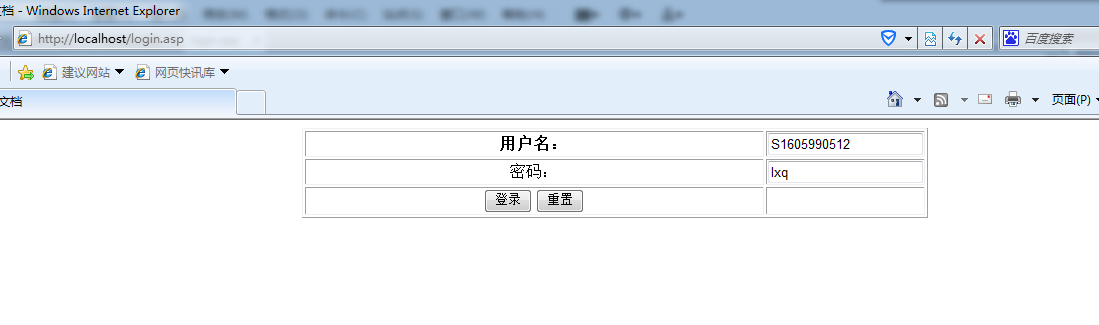 文档 - Windows Internet Explorer
http://localhost/login.asp
百度搜索
建议网站
网页快讯库
文档
页面(P)
用户名：
S1605990512
密码：
lxq
登录 重置